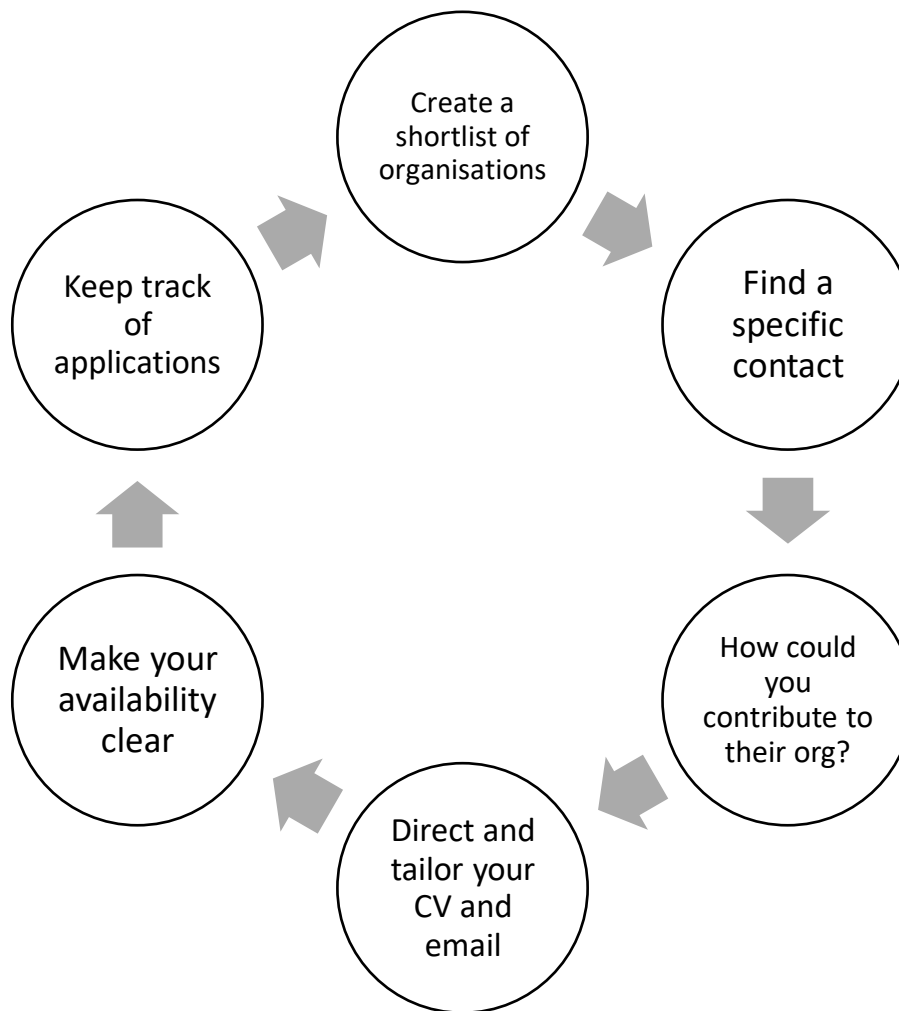 Create a
shortlist of
organisations
Find a
specific
contact
How could
you
contribute to
their org?
Direct and
tailor your
CV and
email
Make your
availability
clear
Keep track
of
applications